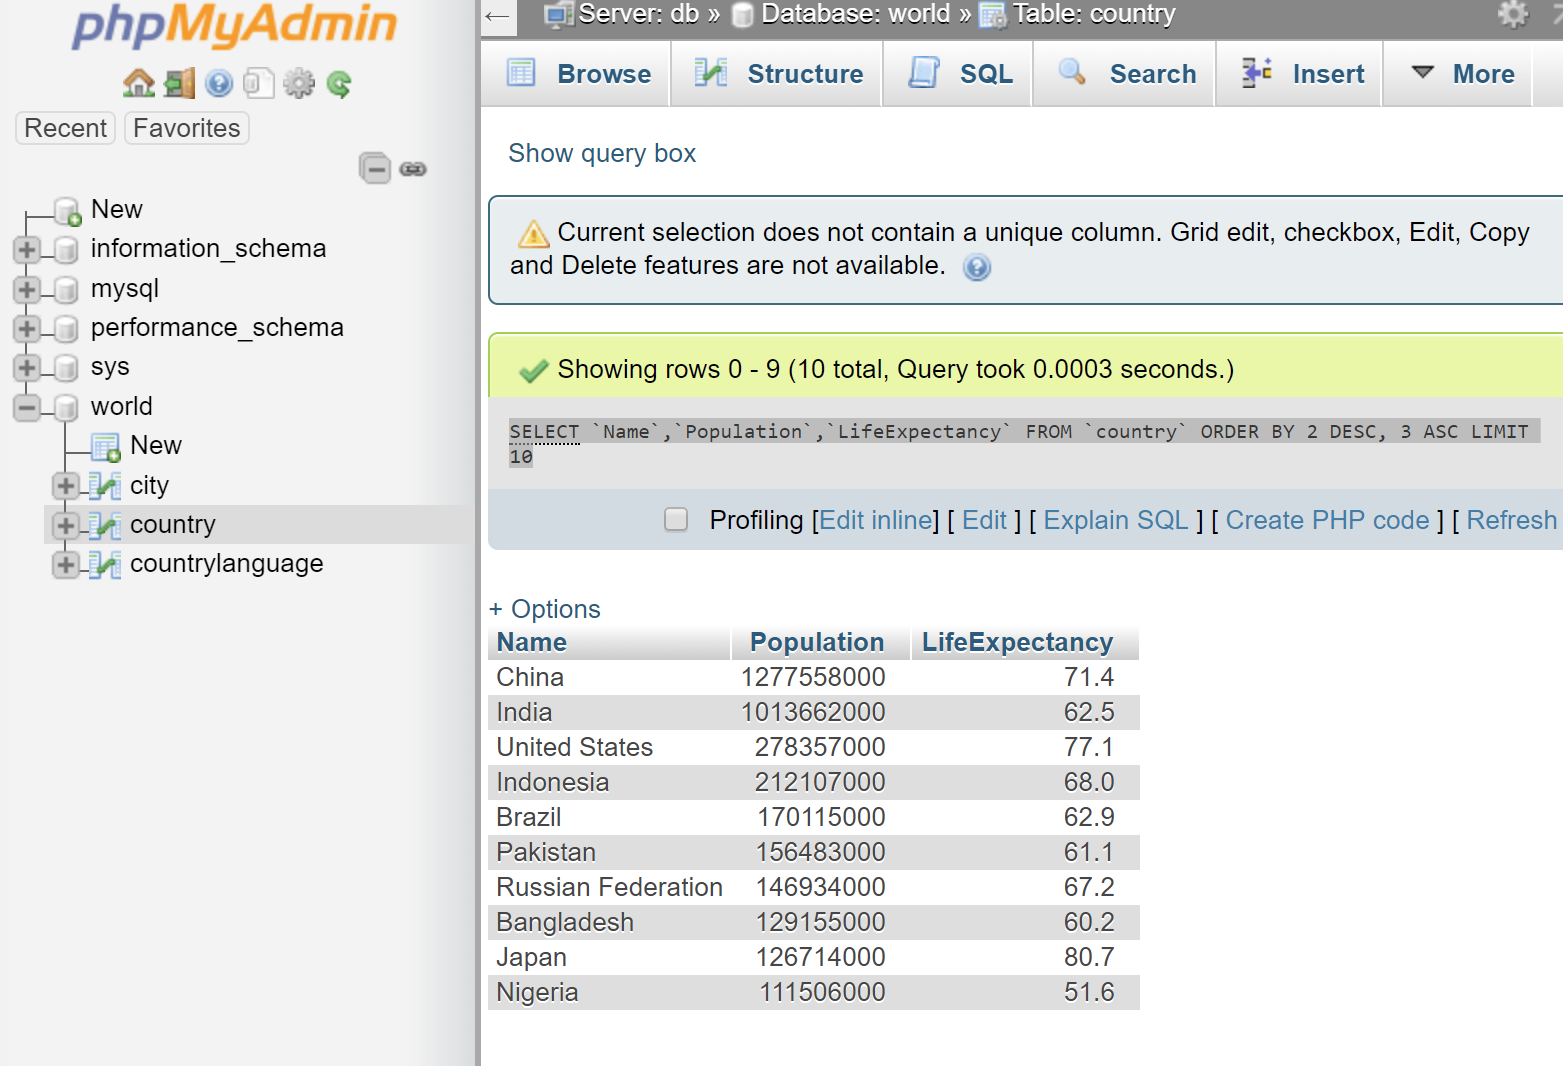 phpMyAdmin
Recent Favorites
New
information_schema
mysql
performance_schema
sys
world
New
city
country
countrylanguage
Server: db » Database: world » Table: country
Browse Structure SQL Search Insert More
Show query box
Current selection does not contain a unique column. Grid edit, checkbox, Edit, Copy
and Delete features are not available.
Showing rows 0 - 9 (10 total, Query took 0.0003 seconds.)
SELECT `Name`,`Population`,`LifeExpectancy` FROM `country` ORDER BY 2 DESC, 3 ASC LIMIT
10
Profiling [Edit inline] [ Edit ] [ Explain SQL ] [ Create PHP code ] [ Refresh
+ Options
Name Population LifeExpectancy
China 1277558000 71.4
India 1013662000 62.5
United States 278357000 77.1
Indonesia 212107000 68.0
Brazil 170115000 62.9
Pakistan 156483000 61.1
Russian Federation 146934000 67.2
Bangladesh 129155000 60.2
Japan 126714000 80.7
Nigeria 111506000 51.6